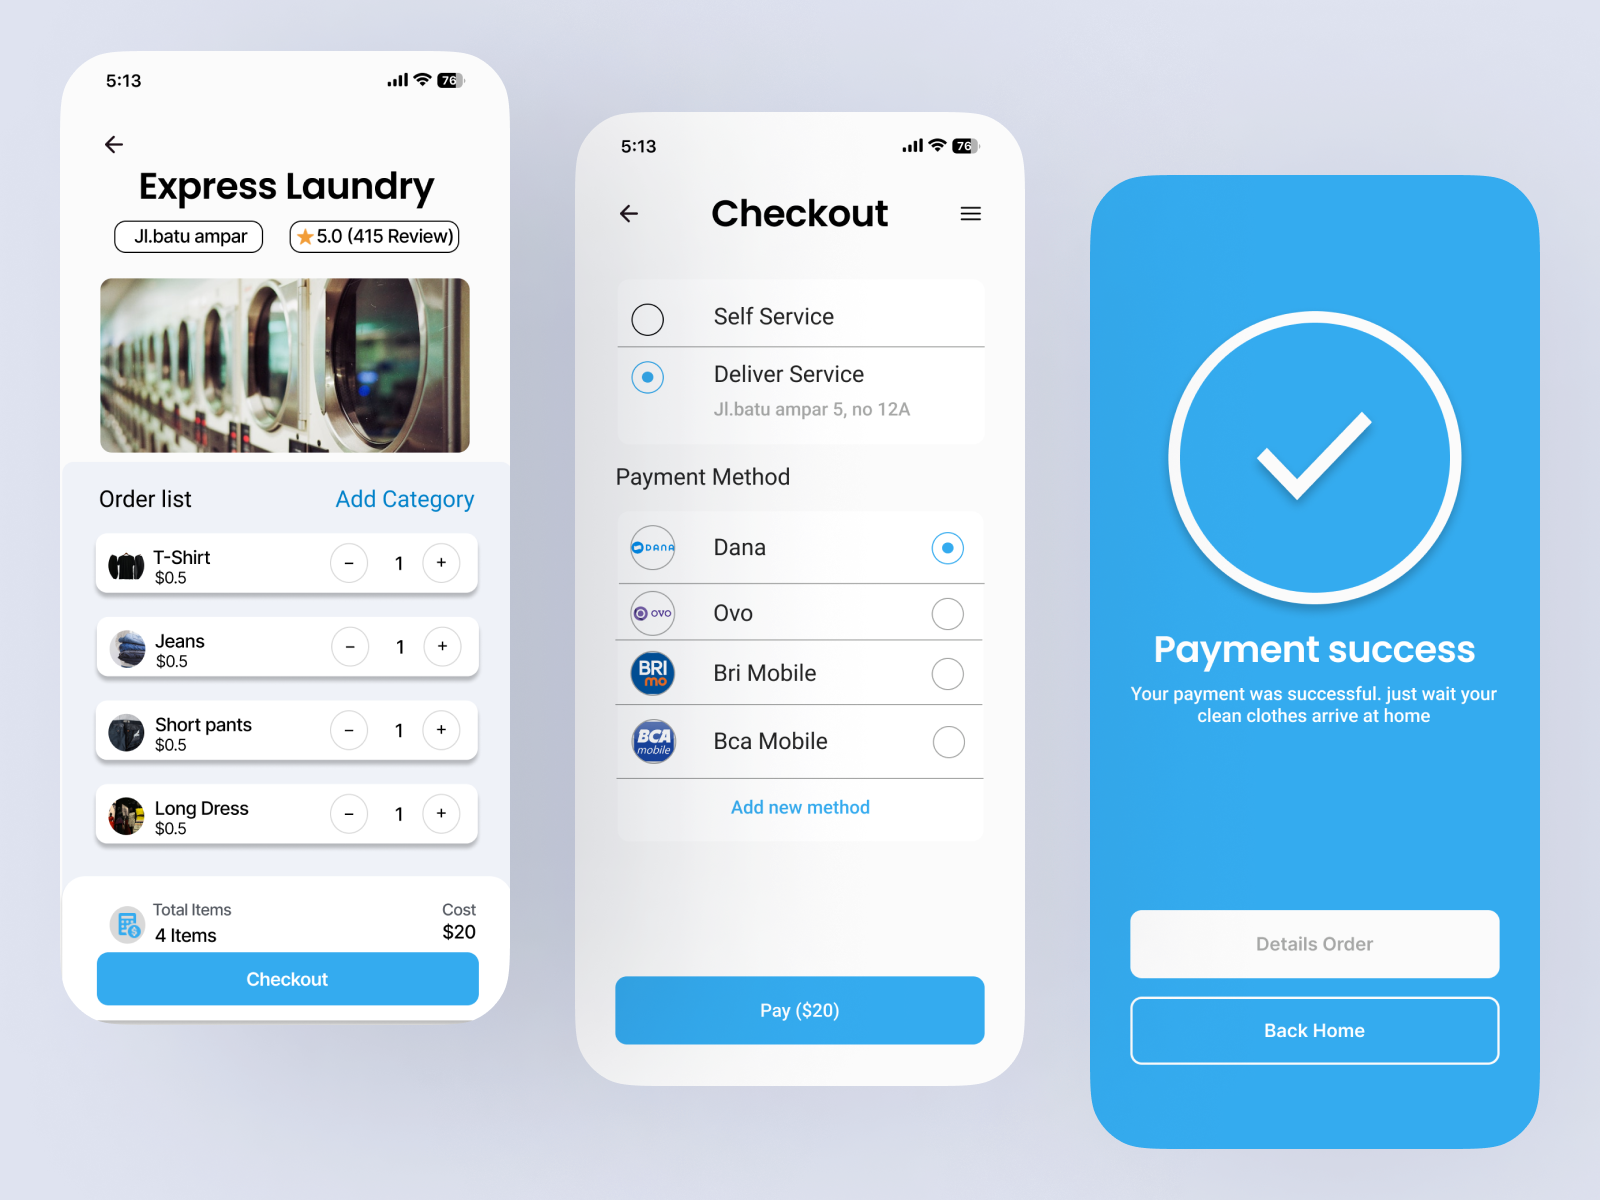 5:13
76
Express Laundry
Jl.batu ampar
5.0 (415 Review)
Order list
Add Category
T-Shirt
$0.5
− 1 +
Jeans
$0.5
− 1 +
Short pants
$0.5
− 1 +
Long Dress
$0.5
− 1 +
Total Items
4 Items
Cost
$20
Checkout
5:13
76
Checkout
Self Service
Deliver Service
Jl.batu ampar 5, no 12A
Payment Method
DANA
Dana
OVO
Ovo
BRI
mo
Bri Mobile
BCA
mobile
Bca Mobile
Add new method
Pay ($20)
Payment success
Your payment was successful. just wait your
clean clothes arrive at home
Details Order
Back Home